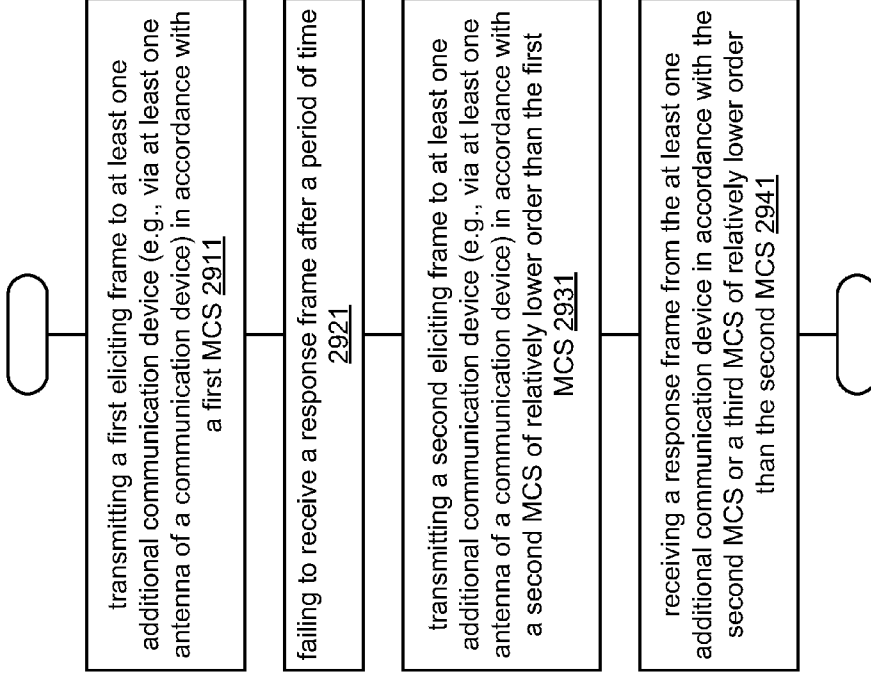 transmitting a first eliciting frame to at least one
additional communication device (e.g., via at least one
antenna of a communication device) in accordance with
a first MCS 2911
failing to receive a response frame after a period of time
2921
transmitting a second eliciting frame to at least one
additional communication device (e.g., via at least one
antenna of a communication device) in accordance with
a second MCS of relatively lower order than the first
MCS 2931
receiving a response frame from the at least one
additional communication device in accordance with the
second MCS or a third MCS of relatively lower order
than the second MCS 2941